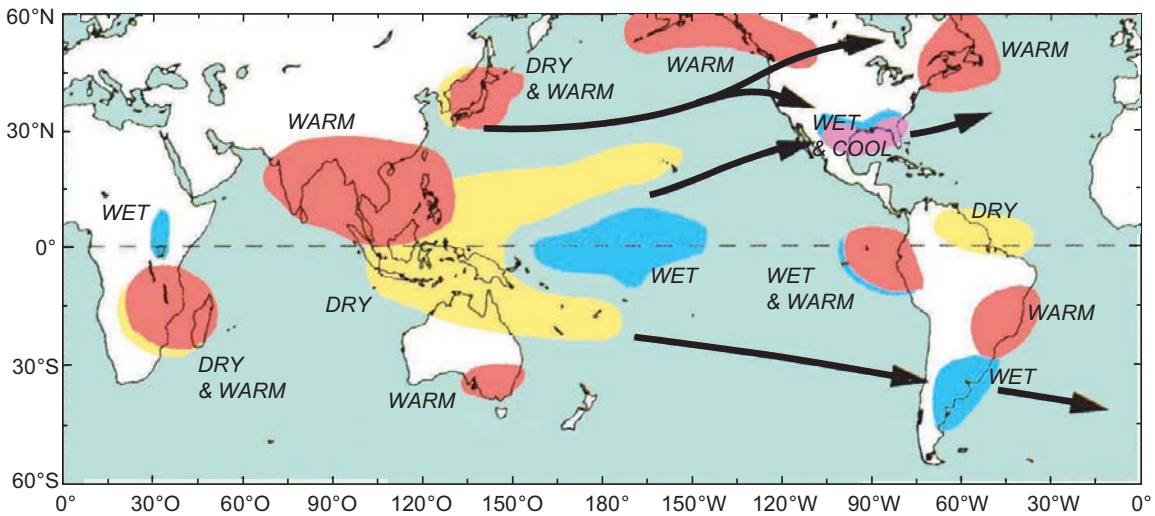 60°N
30°N
0°
30°S
60°S
WARM
WARM
DRY
& WARM
WARM
WET
& COOL
WET
DRY
DRY
WET
WET
& WARM
DRY
& WARM
WARM
WARM
WET
0°
30°O
60°O
90°O
120°O
150°O
180°
150°W
120°W
90°W
60°W
30°W
0°